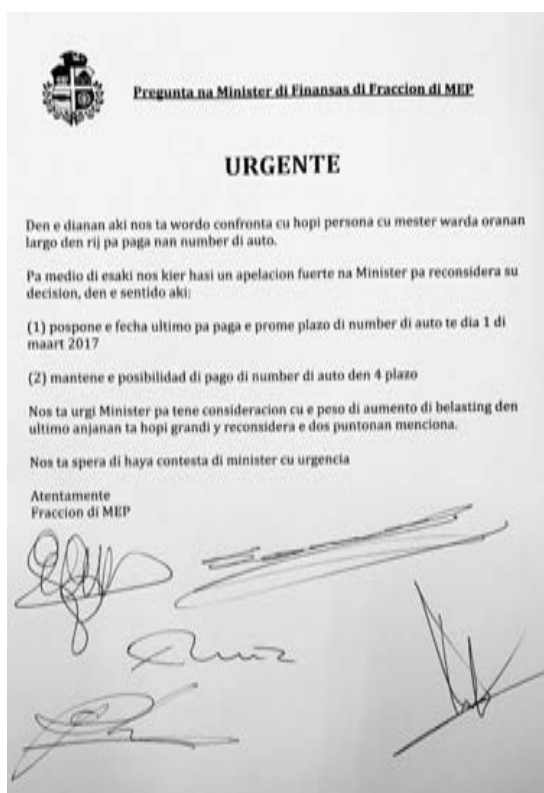 Pregunta na Minister di Finansas di Fraccion di MEP
URGENTE
Den e dianan aki nos ta wordo confronta cu hopi persona cu mester warda oranan
largo den rij pa paga nan number di auto.
Pa medio di esaki nos kier hasi un apelacion fuerte na Minister pa reconsidera su
decision, den e sentido aki:
(1) pospone e fecha ultimo pa paga e prome plazo di number di auto te dia 1 di
maart 2017
(2) mantene e posibilidad di pago di number di auto den 4 plazo
Nos ta urgi Minister pa tene consideracion cu e peso di aumento di belasting den
ultimo anjanan ta hopi grandi y reconsidera e dos puntonan menciona.
Nos ta spera di haya contesta di minister cu urgencia
Atentamente
Fraccion di MEP